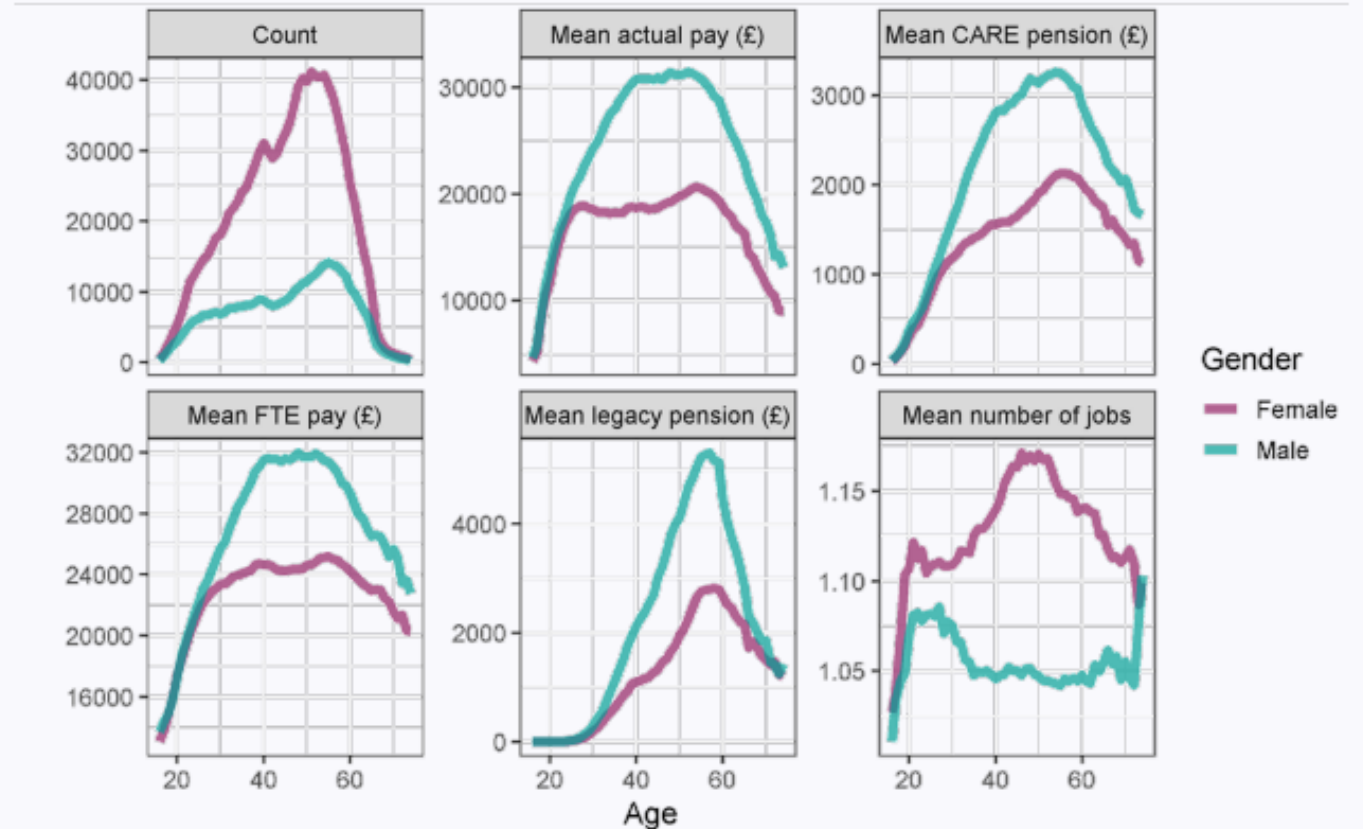 Count
Mean actual pay (£)
Mean CARE pension (£)
40000
30000
20000
10000
0
30000
20000
10000
3000
2000
1000
0
Gender
Female
Male
Mean FTE pay (£)
Mean legacy pension (£)
Mean number of jobs
32000
28000
24000
20000
16000
4000
2000
0
1.15
1.10
1.05
20 40 60
20 40 60
20 40 60
Age